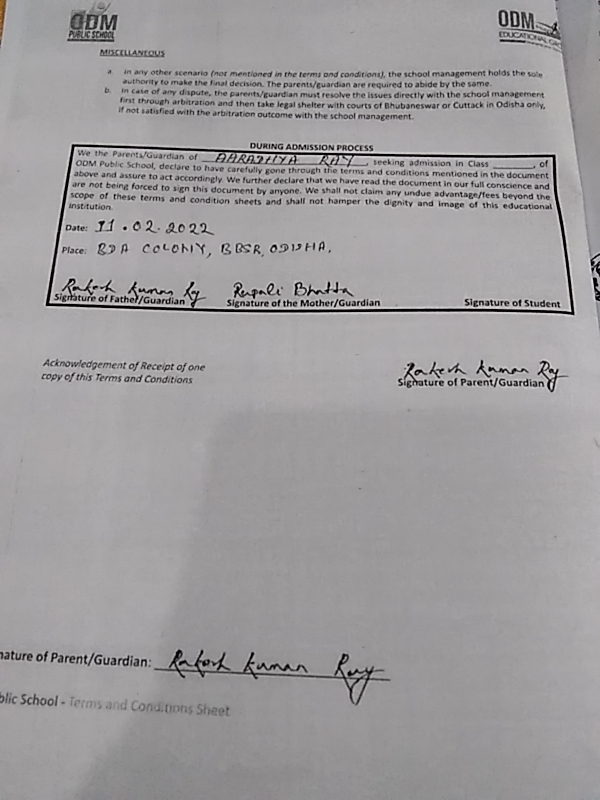 ODM
PUBLIC SCHOOL
ODM
EDUCATIONAL
MISCELLANEOUS
a. In any other scenario (not mentioned in the terms and conditions), the school management holds the sole
authority to make the final decision. The parents/guardian are required to abide by the same.
b. In case of any dispute, the parents/guardian must resolve the issues directly with the school management
first through arbitration and then take legal shelter with courts of Bhubaneswar or Cuttack in Odisha only,
if not satisfied with the arbitration outcome with the school management.
DURING ADMISSION PROCESS
We the Parents/Guardian of AARADHYA RAY, seeking admission in Class ______, of
ODM Public School, declare to have carefully gone through the terms and conditions mentioned in the document
above and assure to act accordingly. We further declare that we have read the document in our full conscience and
are not being forced to sign this document by anyone. We shall not claim any undue advantage/fees beyond the
scope of these terms and condition sheets and shall not hamper the dignity and image of this educational
institution.
Date: 11.02.2022
Place: BDA COLONY, BBSR, ODISHA.
Rakesh Kumar Ray Rupali Bhatta
Signature of Father/Guardian Signature of the Mother/Guardian Signature of Student
Acknowledgement of Receipt of one
copy of this Terms and Conditions
Rakesh Kumar Ray
Signature of Parent/Guardian
nature of Parent/Guardian: Rakesh Kumar Ray
blic School - Terms and Conditions Sheet